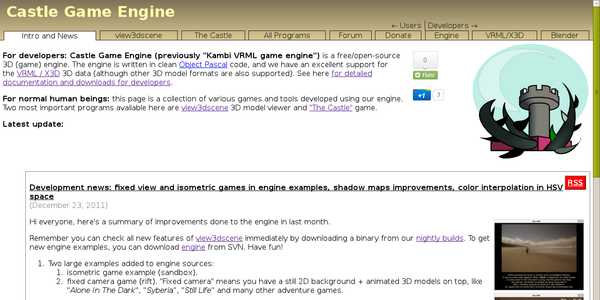 Castle Game Engine
← Users | Developers →
Intro and News view3dscene The Castle All Programs Forum Donate Engine VRML/X3D Blender
For developers: Castle Game Engine (previously "Kambi VRML game engine") is a free/open-source
3D (game) engine. The engine is written in clean Object Pascal code, and we have an excellent support for
the VRML / X3D 3D data (although other 3D model formats are also supported). See here for detailed
documentation and downloads for developers.
0
Flattr
+1 3
For normal human beings: this page is a collection of various games and tools developed using our engine.
Two most important programs available here are view3dscene 3D model viewer and "The Castle" game.
Latest update:
RSS
Development news: fixed view and isometric games in engine examples, shadow maps improvements, color interpolation in HSV
space
(December 23, 2011)
Hi everyone, here's a summary of improvements done to the engine in last month.
Remember you can check all new features of view3dscene immediately by downloading a binary from our nightly builds. To get
new engine examples, you can download engine from SVN. Have fun!
1. Two large examples added to engine sources:
1. isometric game example (sandbox).
2. fixed camera game (rift). "Fixed camera" means you have a still 2D background + animated 3D models on top, like
"Alone In The Dark", "Syberia", "Still Life" and many other adventure games.